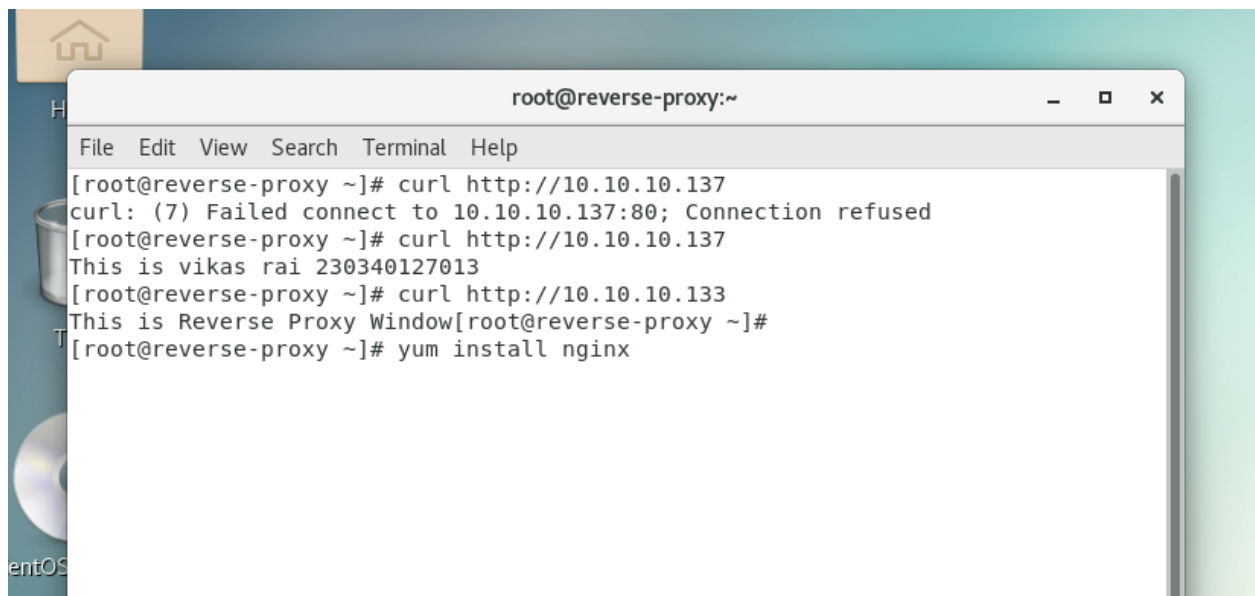 root@reverse-proxy:~
File Edit View Search Terminal Help
[root@reverse-proxy ~]# curl http://10.10.10.137
curl: (7) Failed connect to 10.10.10.137:80; Connection refused
[root@reverse-proxy ~]# curl http://10.10.10.137
This is vikas rai 230340127013
[root@reverse-proxy ~]# curl http://10.10.10.133
This is Reverse Proxy Window[root@reverse-proxy ~]#
[root@reverse-proxy ~]# yum install nginx